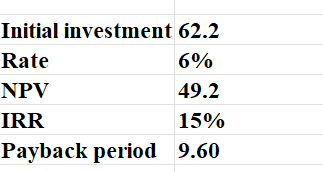 Initial investment 62.2
Rate 6%
NPV 49.2
IRR 15%
Payback period 9.60